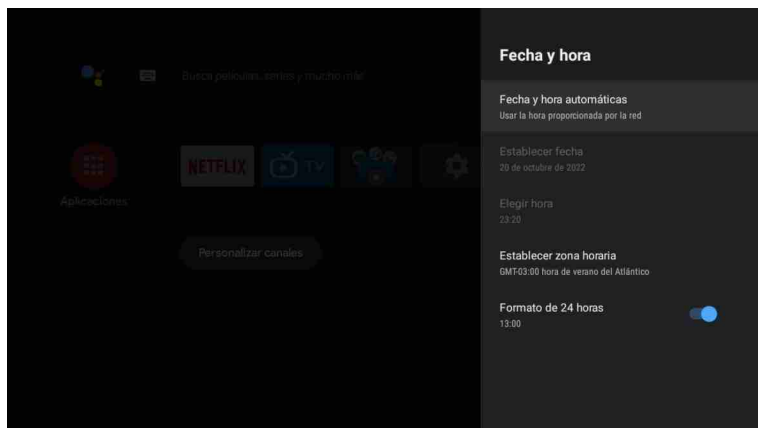 Fecha y hora
Busca películas, series y mucho más
Fecha y hora automáticas
Usar la hora proporcionada por la red
Establecer fecha
20 de octubre de 2022
NETFLIX
TV
Aplicaciones
Elegir hora
23:20
Personalizar canales
Establecer zona horaria
GMT-03:00 hora de verano del Atlántico
Formato de 24 horas
13:00